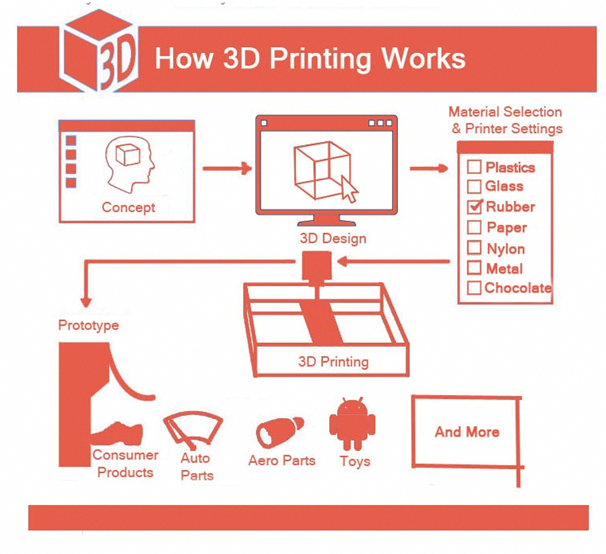 3D
How 3D Printing Works
Material Selection
& Printer Settings
Concept
3D Design
Plastics
Glass
Rubber
Paper
Nylon
Metal
Chocolate
3D Printing
Prototype
Consumer
Products
Auto
Parts
Aero Parts
Toys
And More